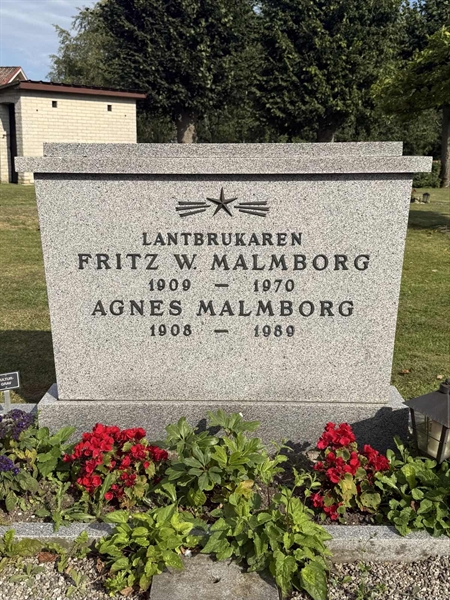 LANTBRUKAREN
FRITZ W. MALMBORG
1909 — 1970
AGNES MALMBORG
1908 — 1989